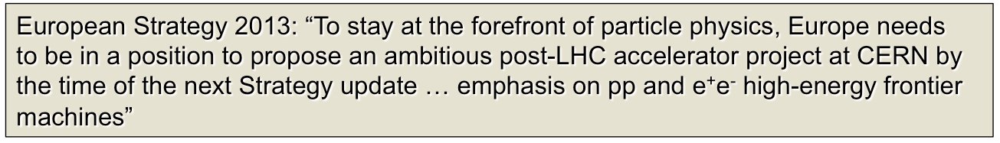 European Strategy 2013: “To stay at the forefront of particle physics, Europe needs
to be in a position to propose an ambitious post-LHC accelerator project at CERN by
the time of the next Strategy update … emphasis on pp and e⁺e⁻ high-energy frontier
machines”